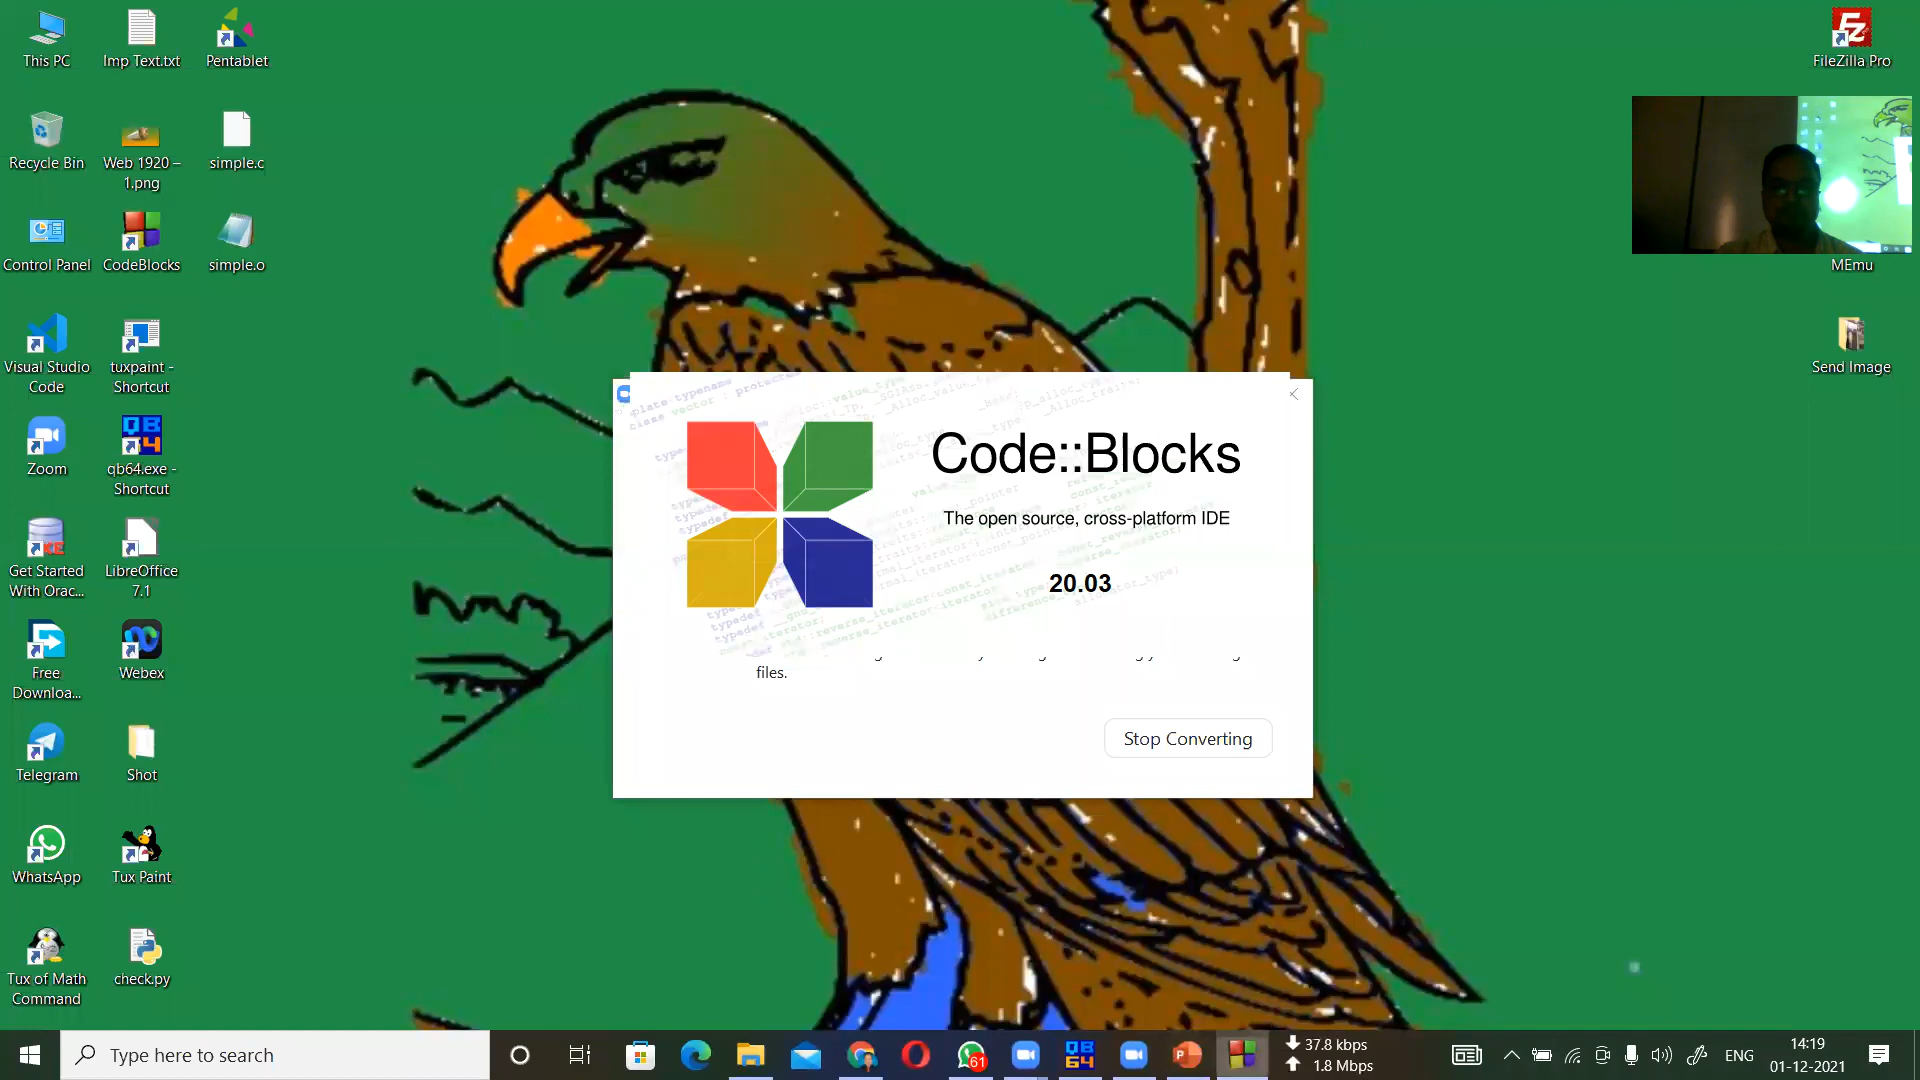 This PC
Imp Text.txt
Pentablet
FileZilla Pro
Recycle Bin
Web 1920 –
1.png
simple.c
Control Panel
CodeBlocks
simple.o
MEmu
Visual Studio
Code
tuxpaint -
Shortcut
Send Image
Zoom
qb64.exe -
Shortcut
Get Started
With Orac...
LibreOffice
7.1
Free
Downloa...
Webex
Telegram
Shot
WhatsApp
Tux Paint
Tux of Math
Command
check.py
Code::Blocks
The open source, cross-platform IDE
20.03
files.
Stop Converting
Type here to search
61
QB
64
37.8 kbps
1.8 Mbps
ENG
14:19
01-12-2021